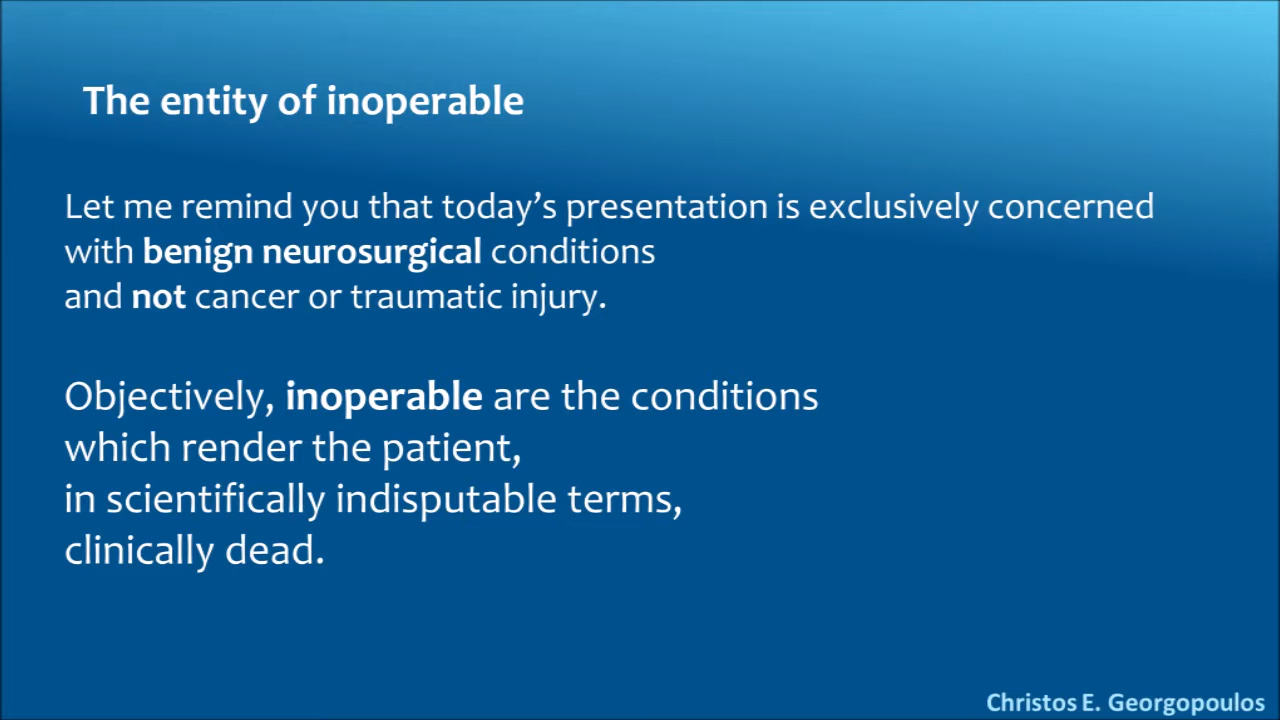 The entity of inoperable
Let me remind you that today’s presentation is exclusively concerned
with benign neurosurgical conditions
and not cancer or traumatic injury.
Objectively, inoperable are the conditions
which render the patient,
in scientifically indisputable terms,
clinically dead.
Christos E. Georgopoulos